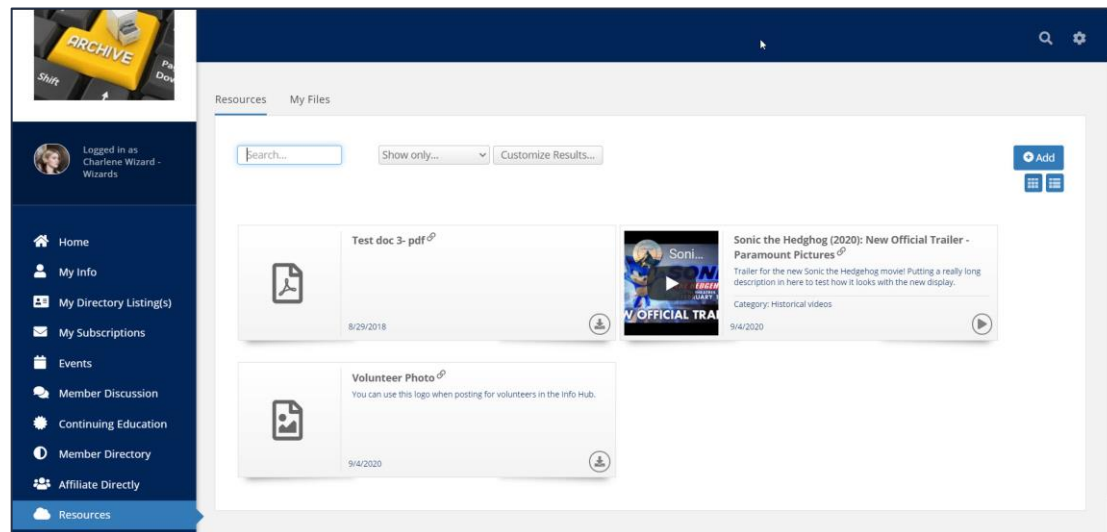 ARCHIVE
Shift
Dow
Logged in as
Charlene Wizard -
Wizards
Home
My Info
My Directory Listing(s)
My Subscriptions
Events
Member Discussion
Continuing Education
Member Directory
Affiliate Directly
Resources
Resources My Files
Search... Show only... Customize Results... Add
Test doc 3- pdf
8/29/2018
Soni...
OFFICIAL TRAI
Sonic the Hedghog (2020): New Official Trailer -
Paramount Pictures
Trailer for the new Sonic the Hedgehog movie! Putting a really long
description in here to test how it looks with the new display.
Category: Historical videos
9/4/2020
Volunteer Photo
You can use this logo when posting for volunteers in the Info Hub.
9/4/2020